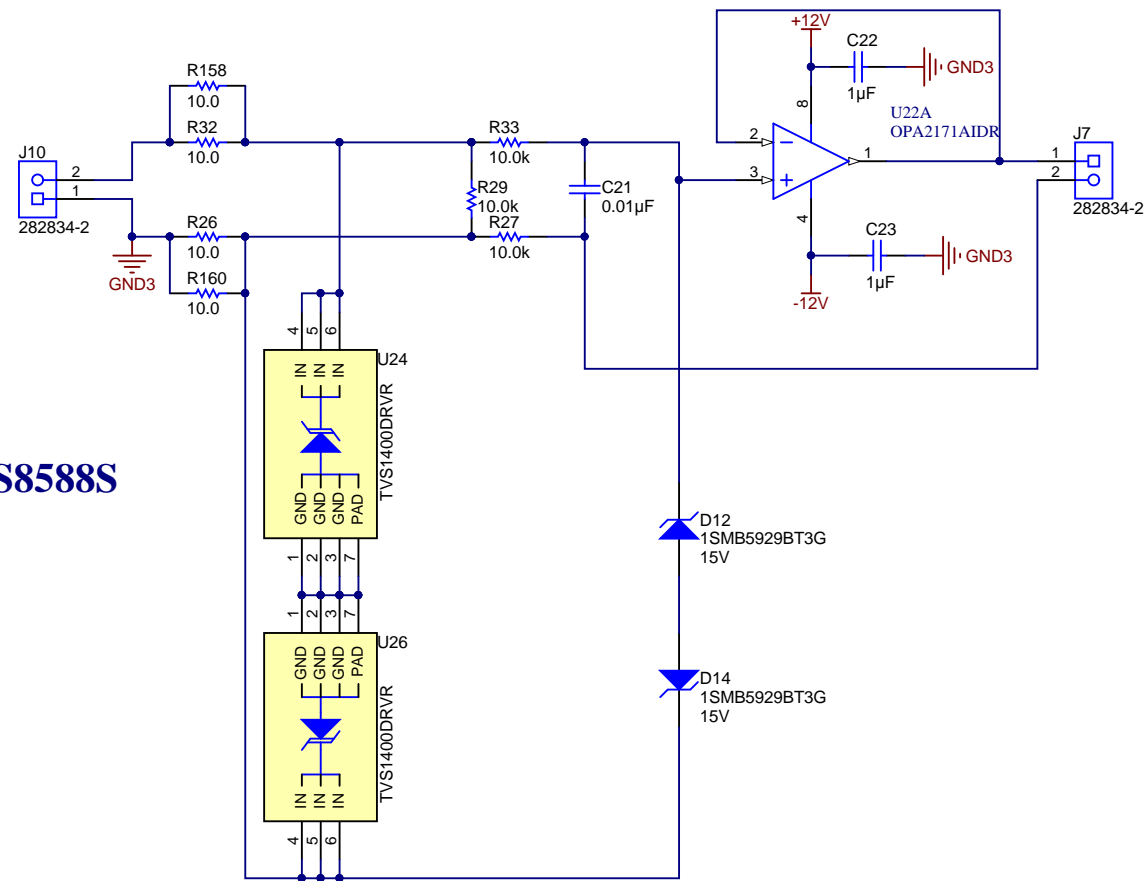 +12V
C22
1µF
GND3
8
U22A
OPA2171AIDR
2
3
1
4
J7
1
2
282834-2
C23
1µF
GND3
-12V
R158
10.0
R32
10.0
J10
2
1
282834-2
R26
10.0
R160
10.0
GND3
R33
10.0k
R29
10.0k
R27
10.0k
C21
0.01µF
4
5
6
U24
IN
IN
IN
TVS1400DRVR
GND
GND
GND
PAD
1
2
3
7
S8588S
1
2
3
7
U26
GND
GND
GND
PAD
TVS1400DRVR
IN
IN
IN
4
5
6
D12
1SMB5929BT3G
15V
D14
1SMB5929BT3G
15V